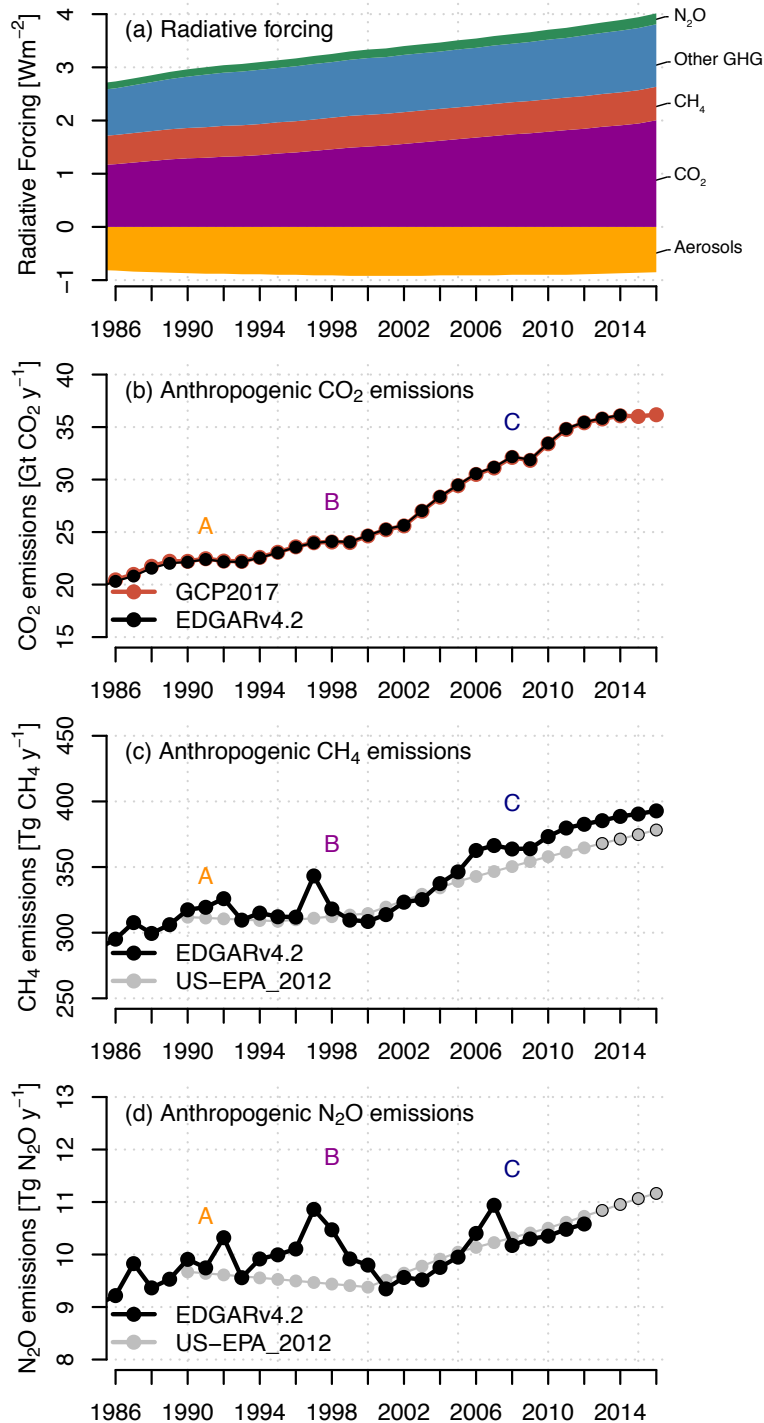 (a) Radiative forcing
Radiative Forcing [Wm⁻²]
4
3
2
1
0
−1
N₂O
Other GHG
CH₄
CO₂
Aerosols
1986 1990 1994 1998 2002 2006 2010 2014
(b) Anthropogenic CO₂ emissions
CO₂ emissions [Gt CO₂ y⁻¹]
40
35
30
25
20
15
A
B
C
GCP2017
EDGARv4.2
1986 1990 1994 1998 2002 2006 2010 2014
(c) Anthropogenic CH₄ emissions
CH₄ emissions [Tg CH₄ y⁻¹]
450
400
350
300
250
A
B
C
EDGARv4.2
US−EPA_2012
1986 1990 1994 1998 2002 2006 2010 2014
(d) Anthropogenic N₂O emissions
N₂O emissions [Tg N₂O y⁻¹]
13
12
11
10
9
8
A
B
C
EDGARv4.2
US−EPA_2012
1986 1990 1994 1998 2002 2006 2010 2014